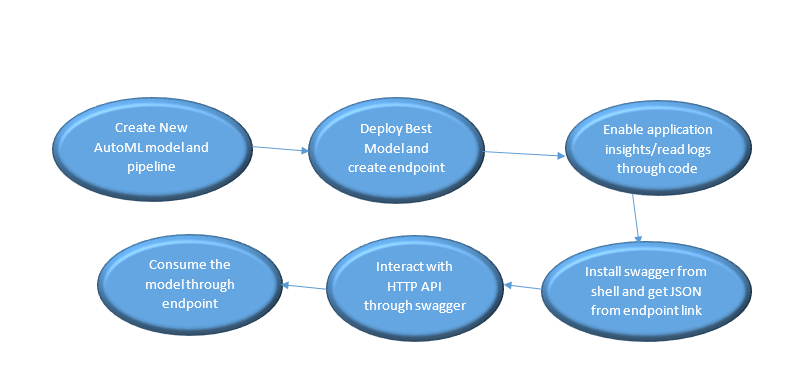 Create New
AutoML model and
pipeline
Deploy Best
Model and
create endpoint
Enable application
insights/read logs
through code
Install swagger from
shell and get JSON
from endpoint link
Interact with
HTTP API
through swagger
Consume the
model through
endpoint